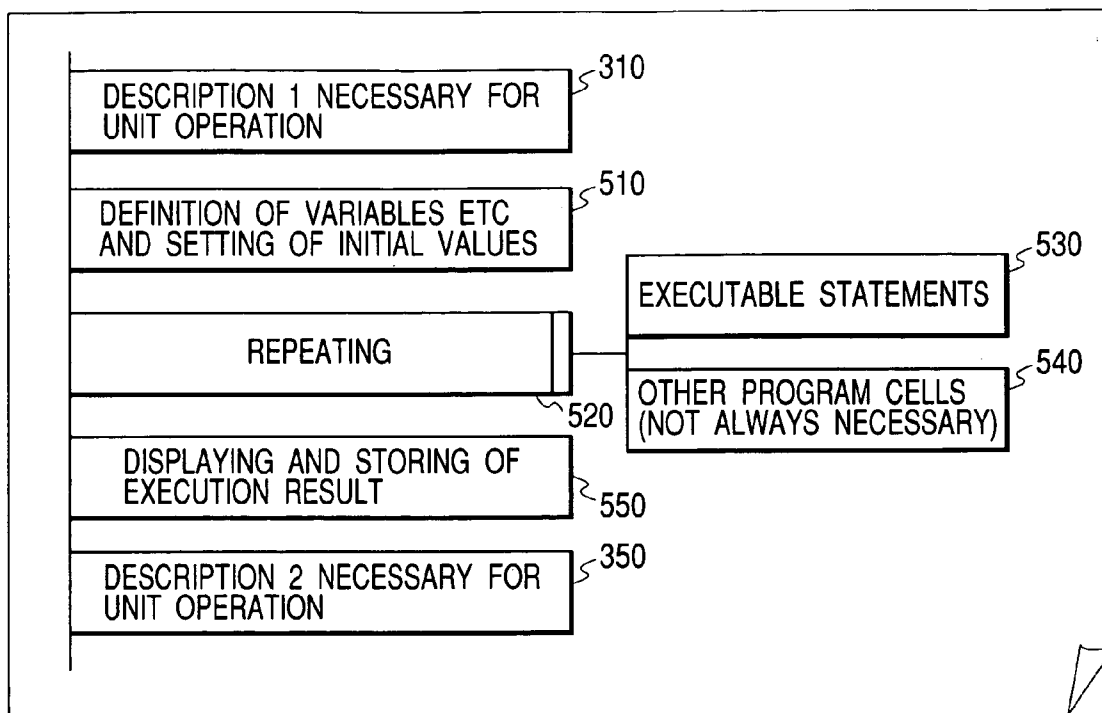 310
DESCRIPTION 1 NECESSARY FOR
UNIT OPERATION
510
DEFINITION OF VARIABLES ETC
AND SETTING OF INITIAL VALUES
530
EXECUTABLE STATEMENTS
REPEATING
520
540
OTHER PROGRAM CELLS
(NOT ALWAYS NECESSARY)
DISPLAYING AND STORING OF
EXECUTION RESULT
550
350
DESCRIPTION 2 NECESSARY FOR
UNIT OPERATION